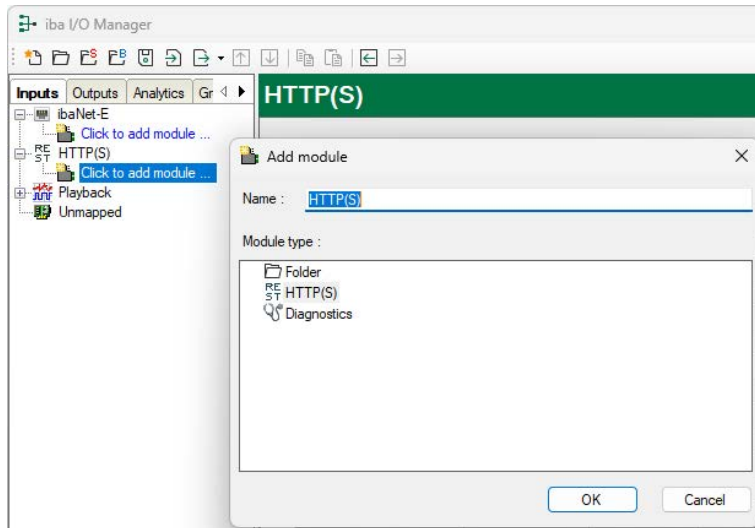 iba I/O Manager
Inputs Outputs Analytics Gr
HTTP(S)
ibaNet-E
Click to add module ...
HTTP(S)
Click to add module ...
Playback
Unmapped
Add module
Name :
HTTP(S)
Module type :
Folder
HTTP(S)
Diagnostics
OK
Cancel